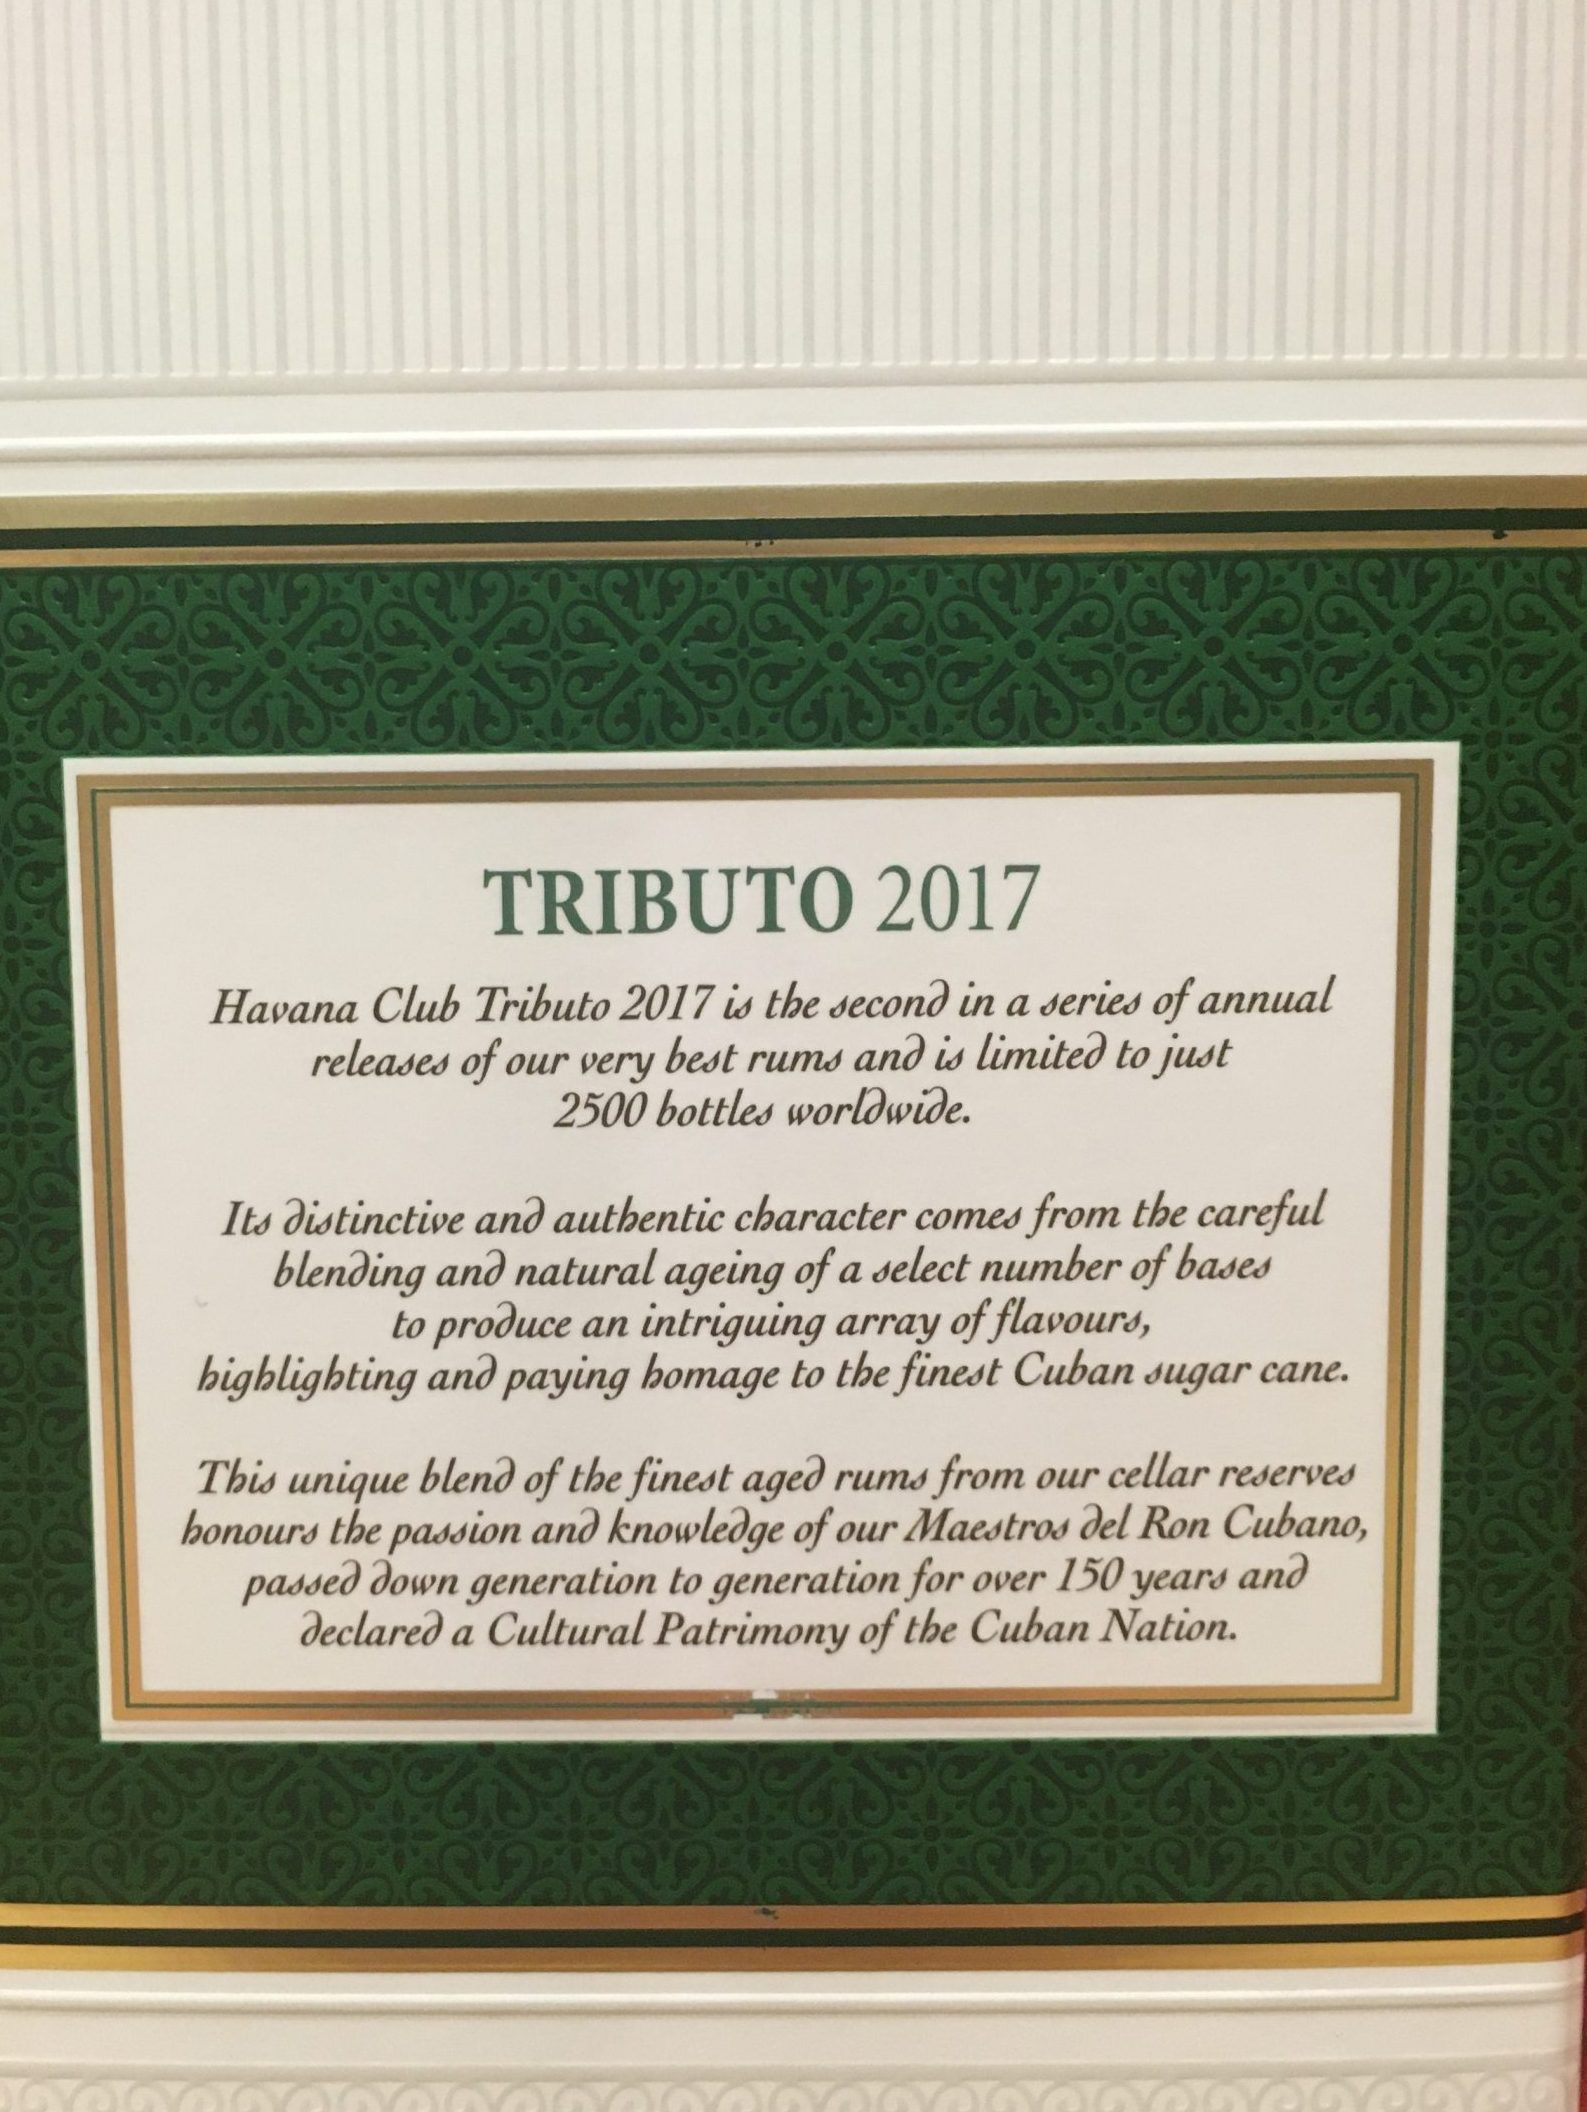 TRIBUTO 2017
Havana Club Tributo 2017 is the second in a series of annual
releases of our very best rums and is limited to just
2500 bottles worldwide.
Its distinctive and authentic character comes from the careful
blending and natural ageing of a select number of bases
to produce an intriguing array of flavours,
highlighting and paying homage to the finest Cuban sugar cane.
This unique blend of the finest aged rums from our cellar reserves
honours the passion and knowledge of our Maestros del Ron Cubano,
passed down generation to generation for over 150 years and
declared a Cultural Patrimony of the Cuban Nation.